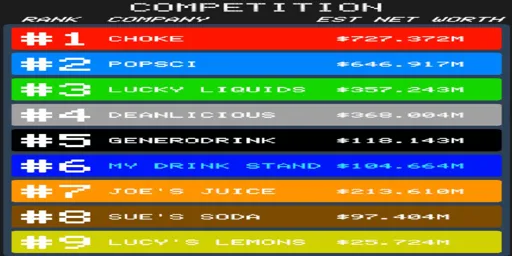 COMPETITION
RANK COMPANY EST NET WORTH
#1 CHOKE $727.372M
#2 POPSCI $646.917M
#3 LUCKY LIQUIDS $357.243M
#4 DEANLICIOUS $368.004M
#5 GENERODRINK $118.143M
#6 MY DRINK STAND $104.664M
#7 JOE'S JUICE $213.610M
#8 SUE'S SODA $97.404M
#9 LUCY'S LEMONS $25.724M